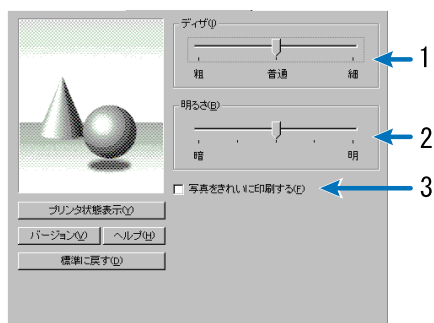 ディザ(I)
粗 普通 細
1
明るさ(B)
暗 明
2
写真をきれいに印刷する(F)
3
プリンタ状態表示(Y)
バージョン(V) ヘルプ(H)
標準に戻す(D)